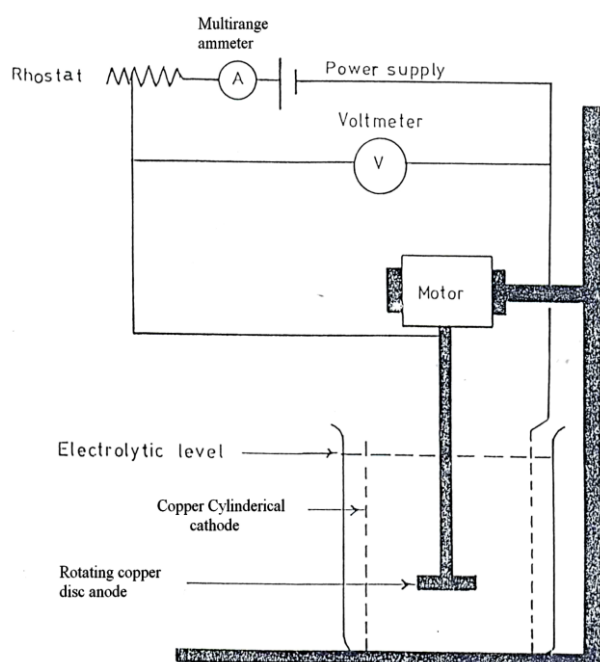 Multirange
ammeter
Rhostat
A
Power supply
Voltmeter
V
Motor
Electrolytic level
Copper Cylinderical
cathode
Rotating copper
disc anode